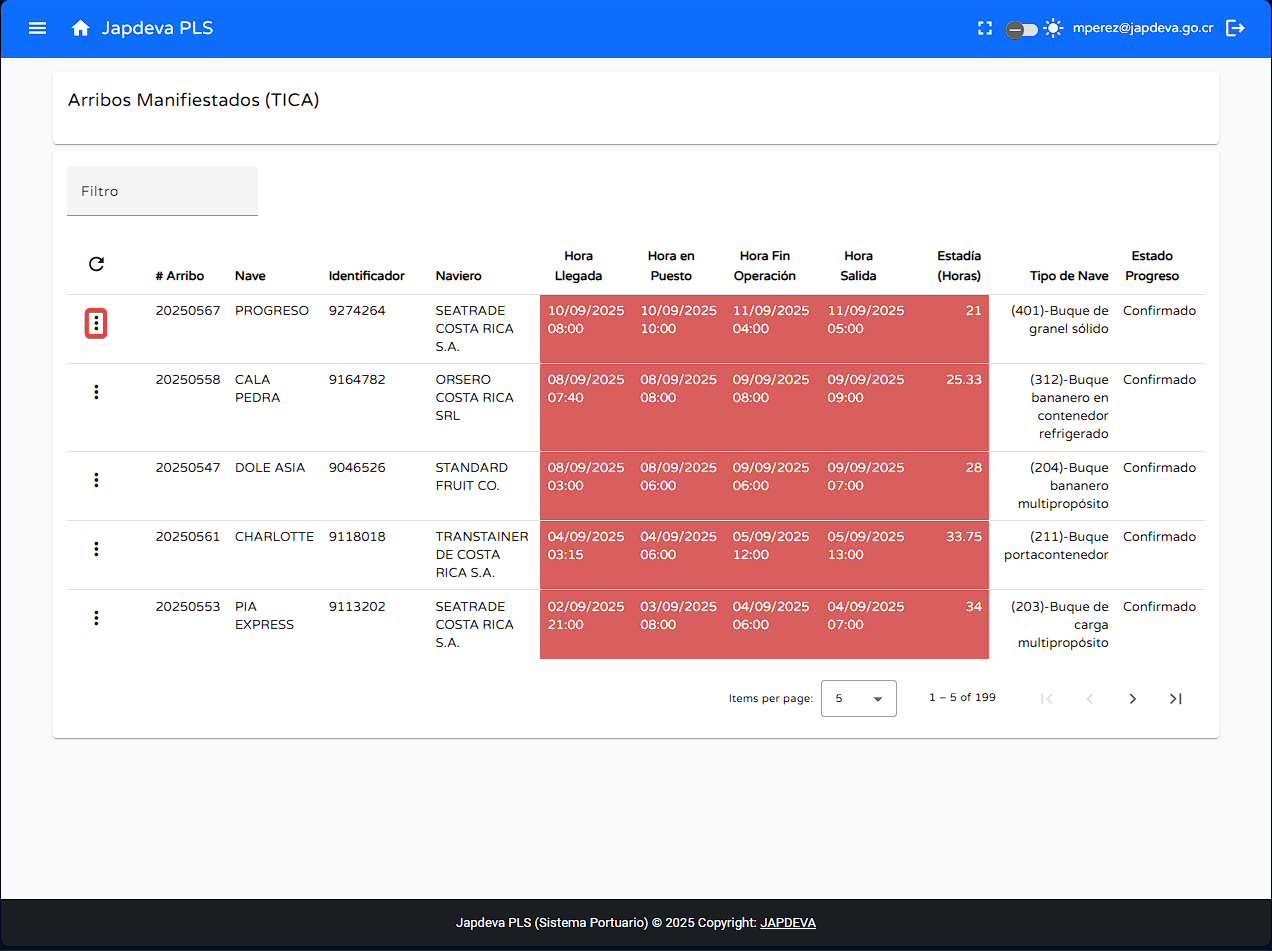 Japdeva PLS
mperez@japdeva.go.cr
Arribos Manifiestados (TICA)
Filtro
# Arribo Nave Identificador Naviero Hora Llegada Hora en Puesto Hora Fin Operación Hora Salida Estadía (Horas) Tipo de Nave Estado Progreso
20250567 PROGRESO 9274264 SEATRADE COSTA RICA S.A. 10/09/2025 08:00 10/09/2025 10:00 11/09/2025 04:00 11/09/2025 05:00 21 (401)-Buque de granel sólido Confirmado
20250558 CALA PEDRA 9164782 ORSERO COSTA RICA SRL 08/09/2025 07:40 08/09/2025 08:00 09/09/2025 08:00 09/09/2025 09:00 25.33 (312)-Buque bananero en contenedor refrigerado Confirmado
20250547 DOLE ASIA 9046526 STANDARD FRUIT CO. 08/09/2025 03:00 08/09/2025 06:00 09/09/2025 06:00 09/09/2025 07:00 28 (204)-Buque bananero multipropósito Confirmado
20250561 CHARLOTTE 9118018 TRANSTAINER DE COSTA RICA S.A. 04/09/2025 03:15 04/09/2025 06:00 05/09/2025 12:00 05/09/2025 13:00 33.75 (211)-Buque portacontenedor Confirmado
20250553 PIA EXPRESS 9113202 SEATRADE COSTA RICA S.A. 02/09/2025 21:00 03/09/2025 08:00 04/09/2025 06:00 04/09/2025 07:00 34 (203)-Buque de carga multipropósito Confirmado
Items per page: 5 1 – 5 of 199
Japdeva PLS (Sistema Portuario) © 2025 Copyright: JAPDEVA